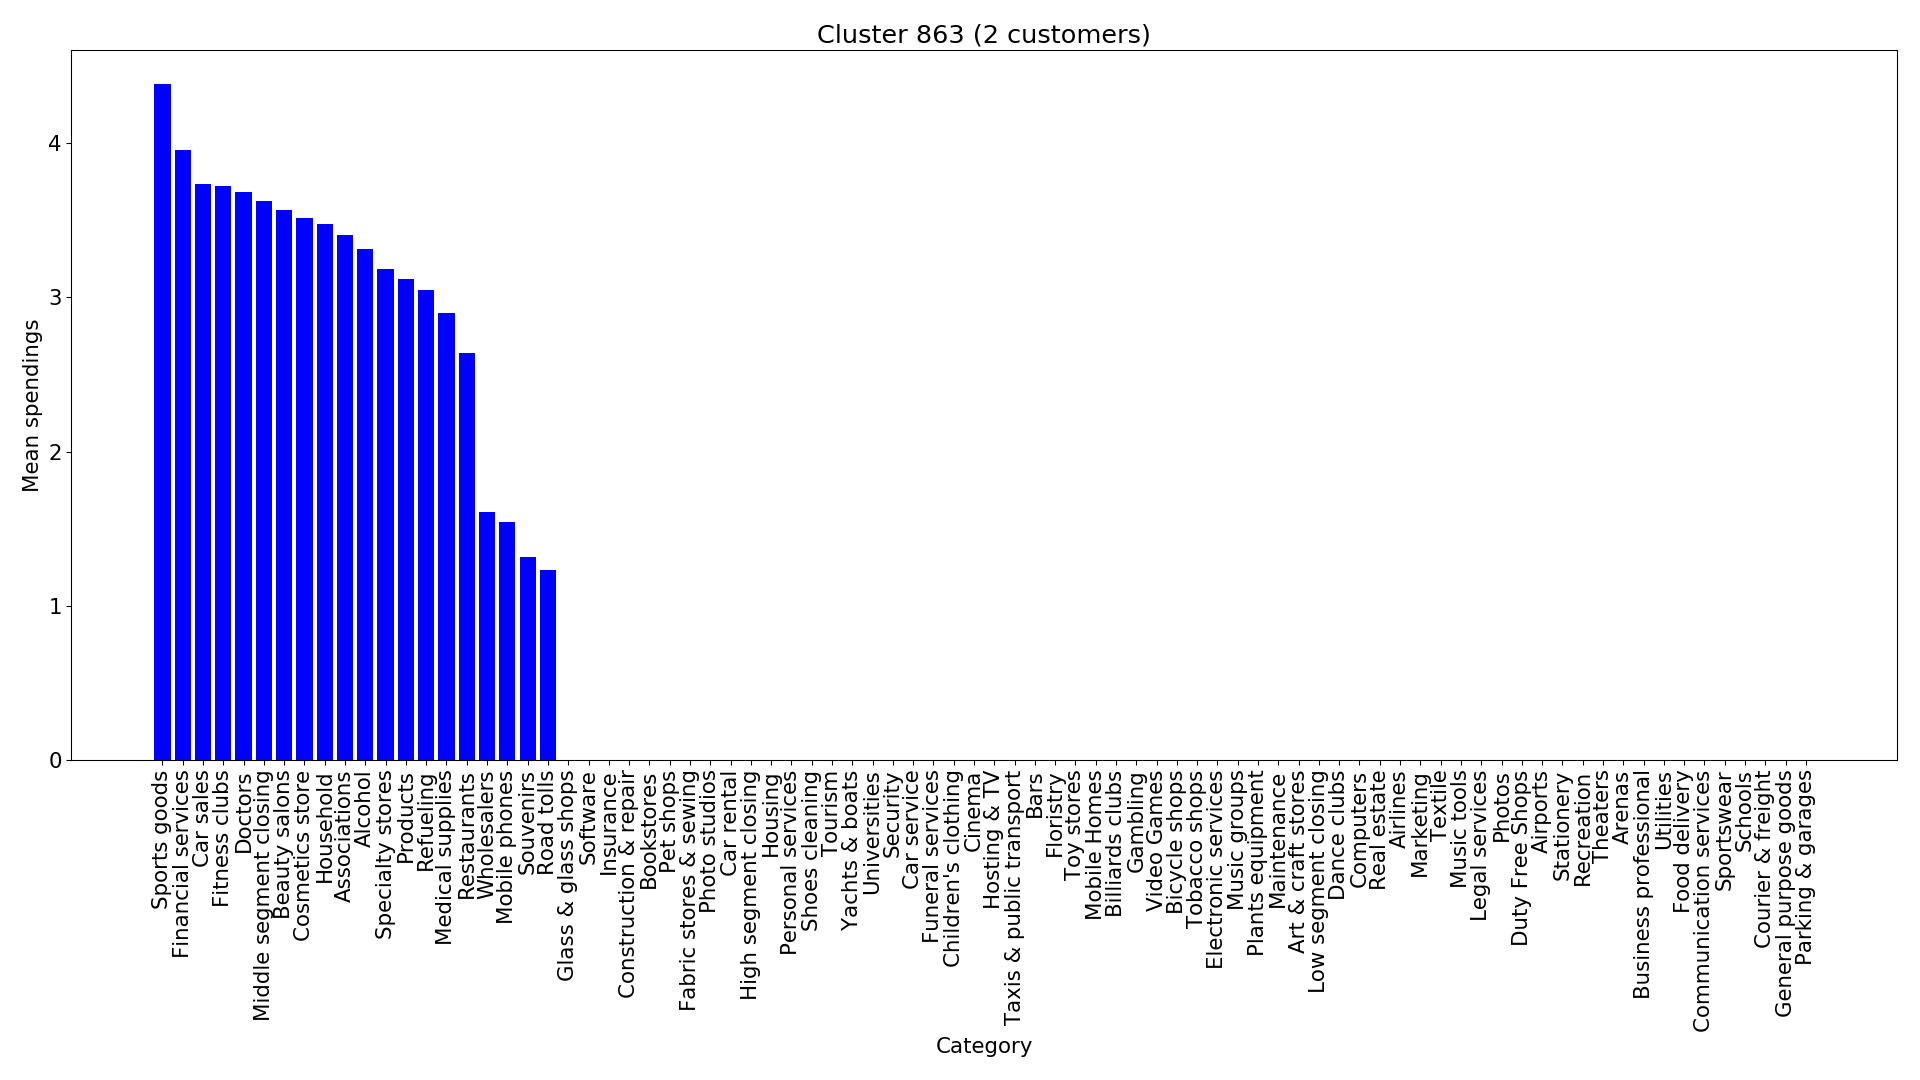 Cluster 863 (2 customers)
Mean spendings
4
3
2
1
0
Sports goods
Financial services
Car sales
Fitness clubs
Doctors
Middle segment closing
Beauty salons
Cosmetics store
Household
Associations
Alcohol
Specialty stores
Products
Refueling
Medical supplies
Restaurants
Wholesalers
Mobile phones
Souvenirs
Road tolls
Glass & glass shops
Software
Insurance
Construction & repair
Bookstores
Pet shops
Fabric stores & sewing
Photo studios
Car rental
High segment closing
Housing
Personal services
Shoes cleaning
Tourism
Yachts & boats
Universities
Security
Car service
Funeral services
Children's clothing
Cinema
Hosting & TV
Taxis & public transport
Bars
Floristry
Toy stores
Mobile Homes
Billiards clubs
Gambling
Video Games
Bicycle shops
Tobacco shops
Electronic services
Music groups
Plants equipment
Maintenance
Art & craft stores
Low segment closing
Dance clubs
Computers
Real estate
Airlines
Marketing
Textile
Music tools
Legal services
Photos
Duty Free Shops
Airports
Stationery
Recreation
Theaters
Arenas
Business professional
Utilities
Food delivery
Communication services
Sportswear
Schools
Courier & freight
General purpose goods
Parking & garages
Category